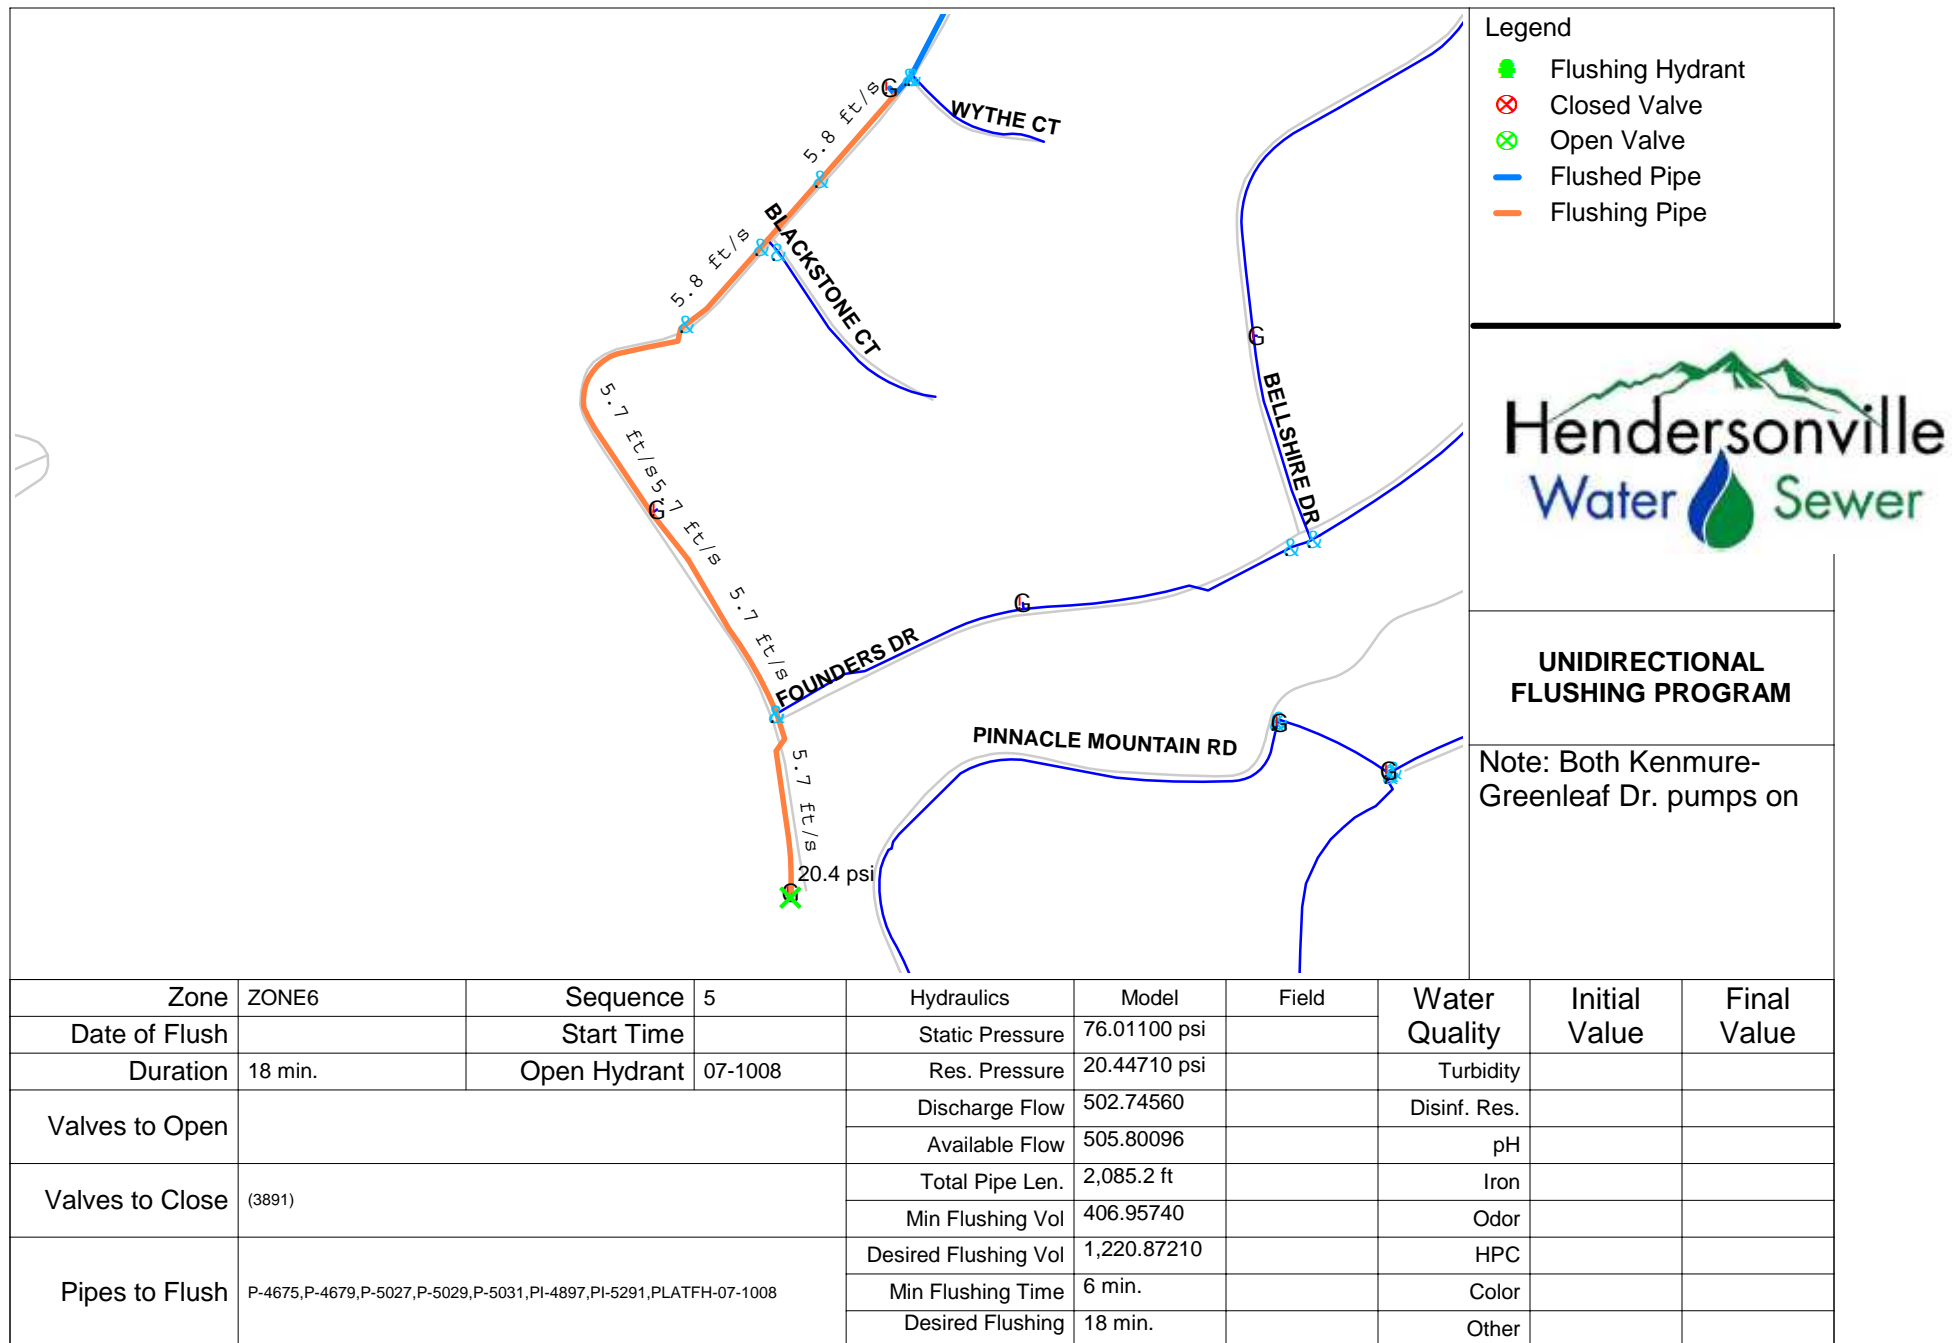 Legend
Flushing Hydrant
Closed Valve
Open Valve
Flushed Pipe
Flushing Pipe
5.8 ft/s
G
&
WYTHE CT
&
BLACKSTONE CT
5.8 ft/s
&
&
&
5.7 ft/s
G
5.7 ft/s
5.7 ft/s
G
BELLSHIRE DR
&
&
G
FOUNDERS DR
&
PINNACLE MOUNTAIN RD
G
G
&
5.7 ft/s
20.4 psi
G
Hendersonville
Water Sewer
UNIDIRECTIONAL
FLUSHING PROGRAM
Note: Both Kenmure-
Greenleaf Dr. pumps on
Zone ZONE6 Sequence 5 Hydraulics Model Field Water Quality Initial Value Final Value
Date of Flush Start Time Static Pressure 76.01100 psi
Duration 18 min. Open Hydrant 07-1008 Res. Pressure 20.44710 psi Turbidity
Valves to Open Discharge Flow 502.74560 Disinf. Res.
Available Flow 505.80096 pH
Valves to Close (3891) Total Pipe Len. 2,085.2 ft Iron
Min Flushing Vol 406.95740 Odor
Pipes to Flush P-4675,P-4679,P-5027,P-5029,P-5031,PI-4897,PI-5291,PLATFH-07-1008 Desired Flushing Vol 1,220.87210 HPC
Min Flushing Time 6 min. Color
Desired Flushing 18 min. Other